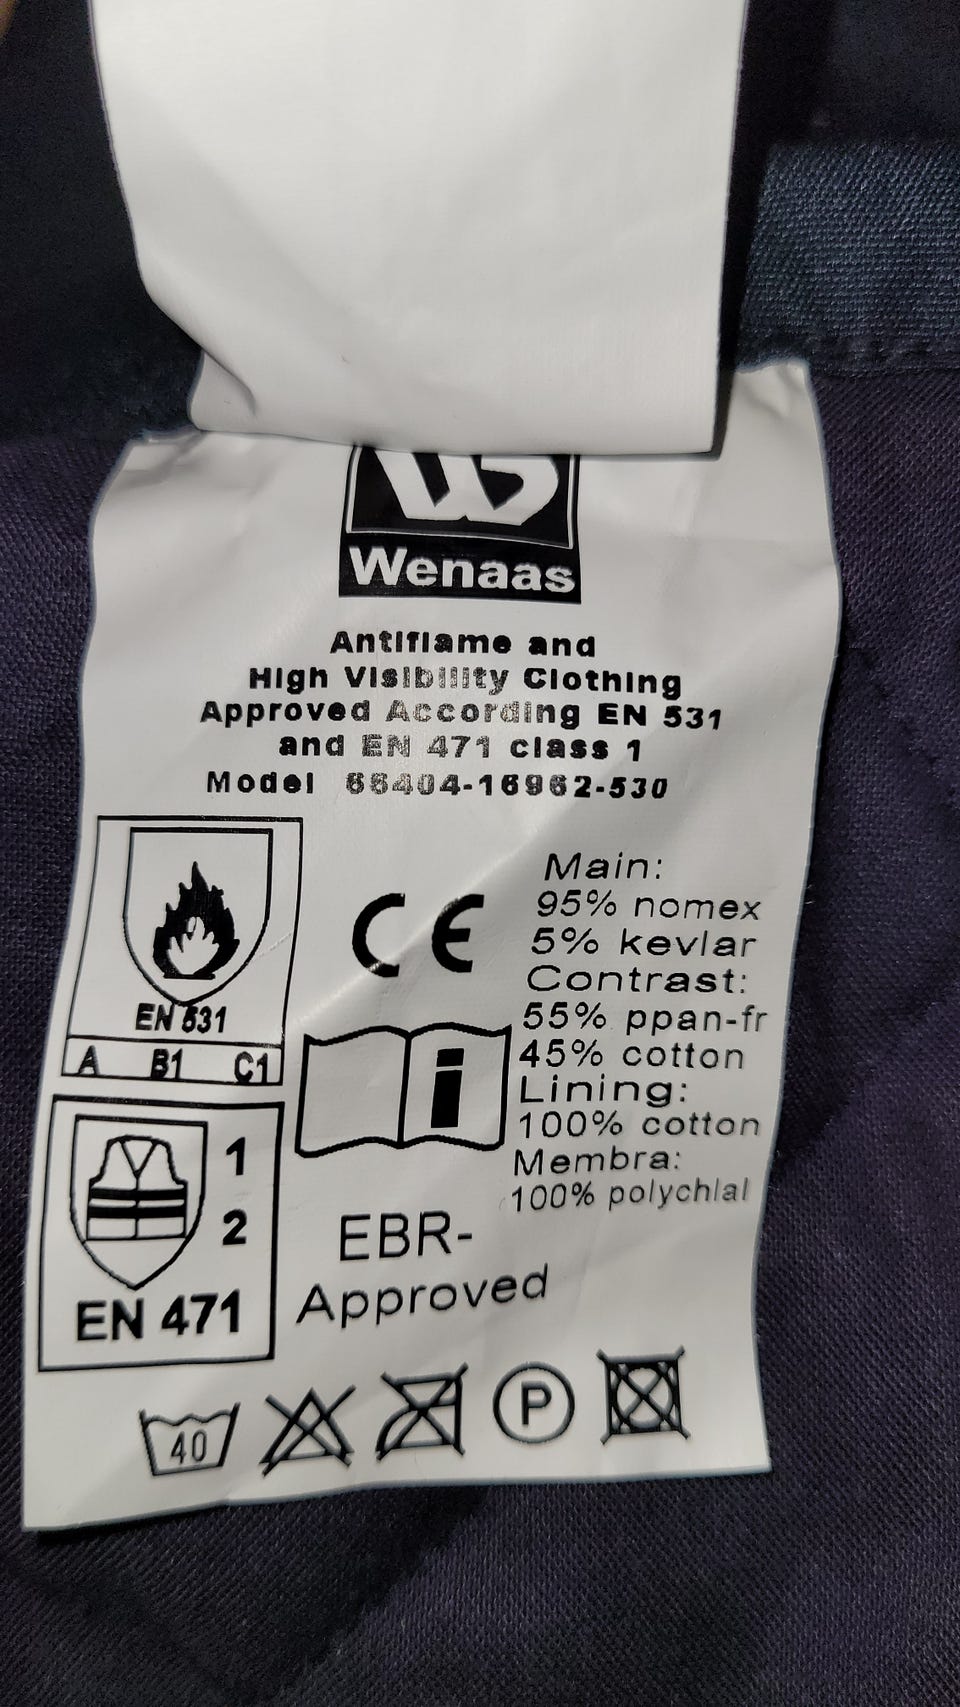 Wenaas
Antiflame and
High Visibility Clothing
Approved According EN 531
and EN 471 class 1
Model 66404-16962-530
EN 531
A B1 C1
1
2
EN 471
CE
i
Main:
95% nomex
5% kevlar
Contrast:
55% ppan-fr
45% cotton
Lining:
100% cotton
Membra:
100% polychlal
EBR-
Approved
40
P